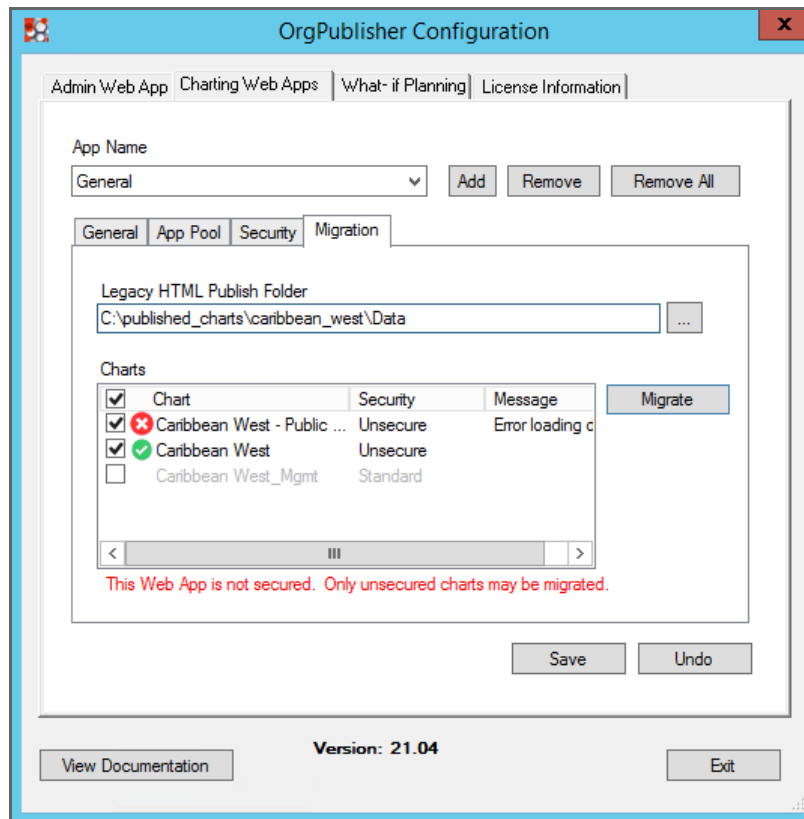 OrgPublisher Configuration
x
Admin Web App Charting Web Apps What- if Planning License Information
App Name
General Add Remove Remove All
General App Pool Security Migration
Legacy HTML Publish Folder
C:\published_charts\caribbean_west\Data ...
Charts
Chart Security Message Migrate
Caribbean West - Public ... Unsecure Error loading d
Caribbean West Unsecure
Caribbean West_Mgmt Standard
This Web App is not secured. Only unsecured charts may be migrated.
Save Undo
Version: 21.04
View Documentation Exit